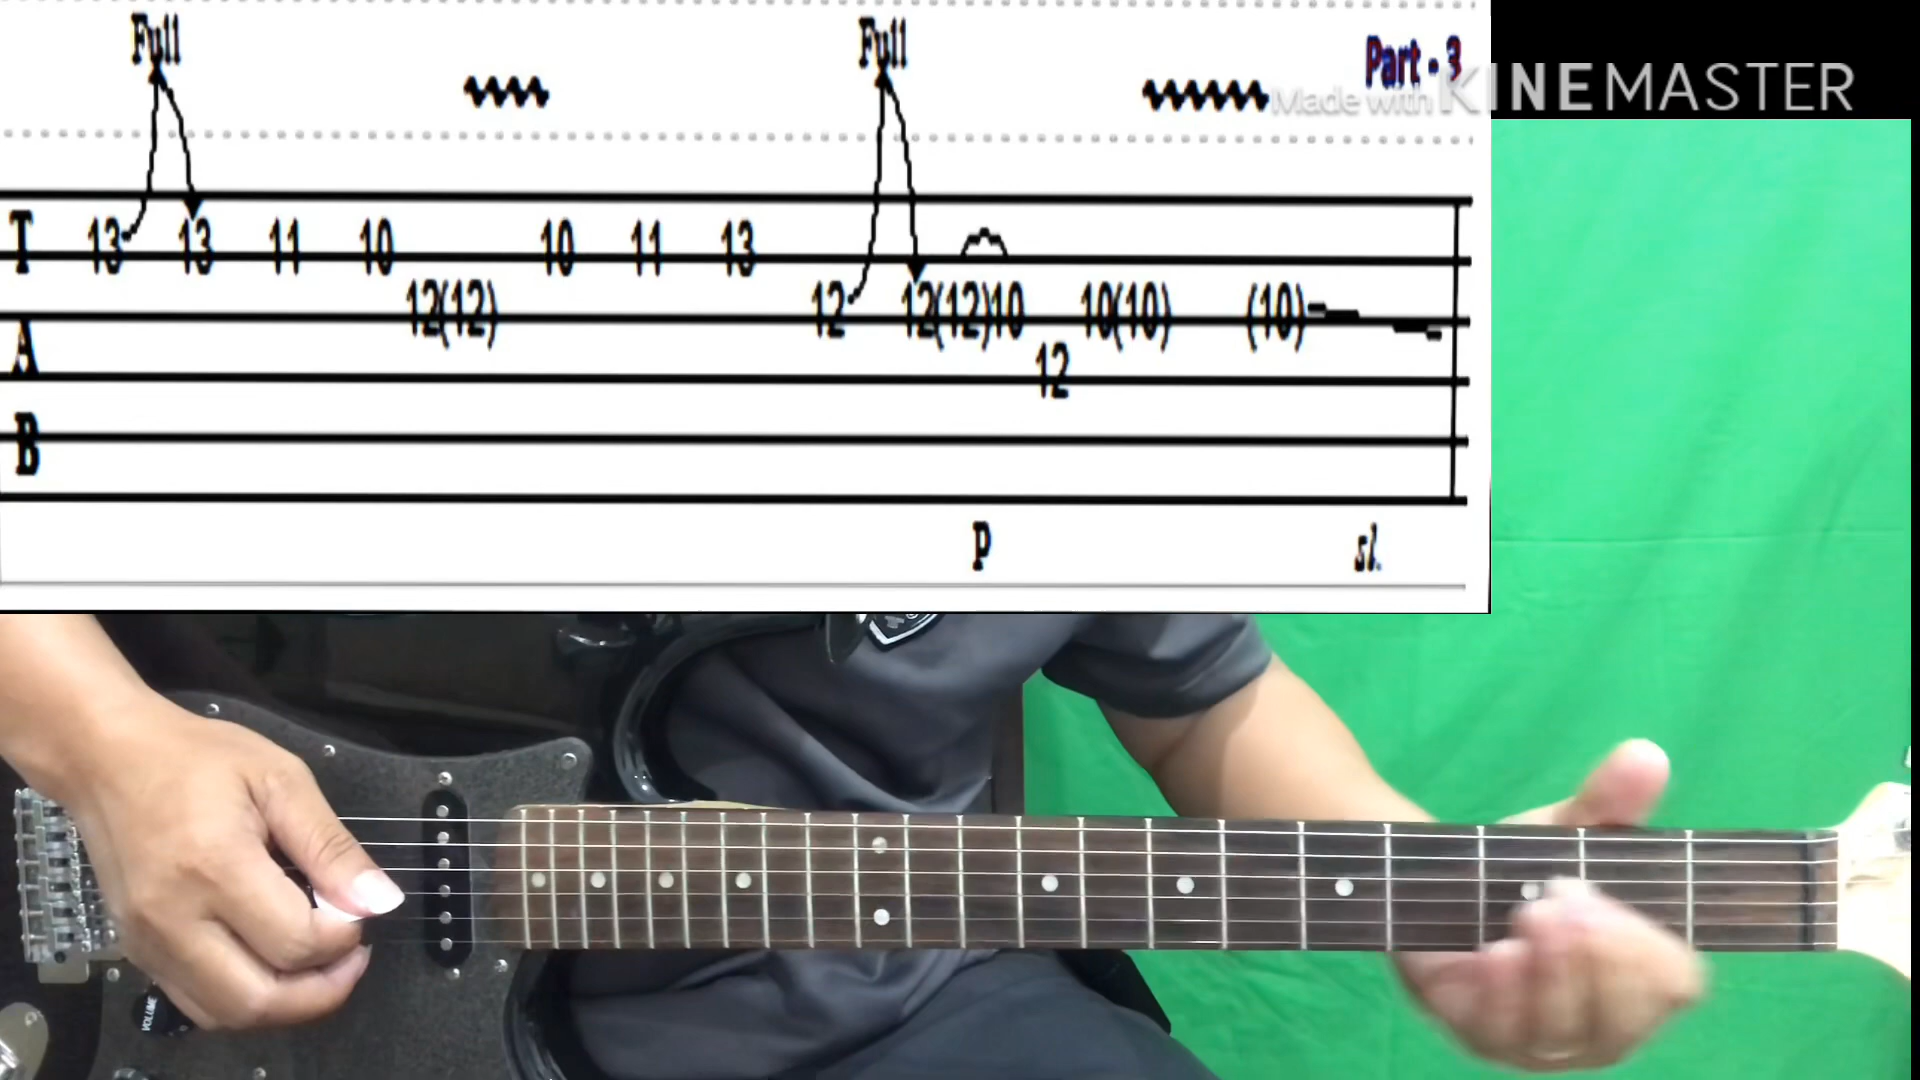 Full Full Part - 3
Made with KINEMASTER
T 13 13 11 10 10 11 13
12(12) 12 12(12)10 10(10) (10)
A 12
B
P sl.
VOLUME